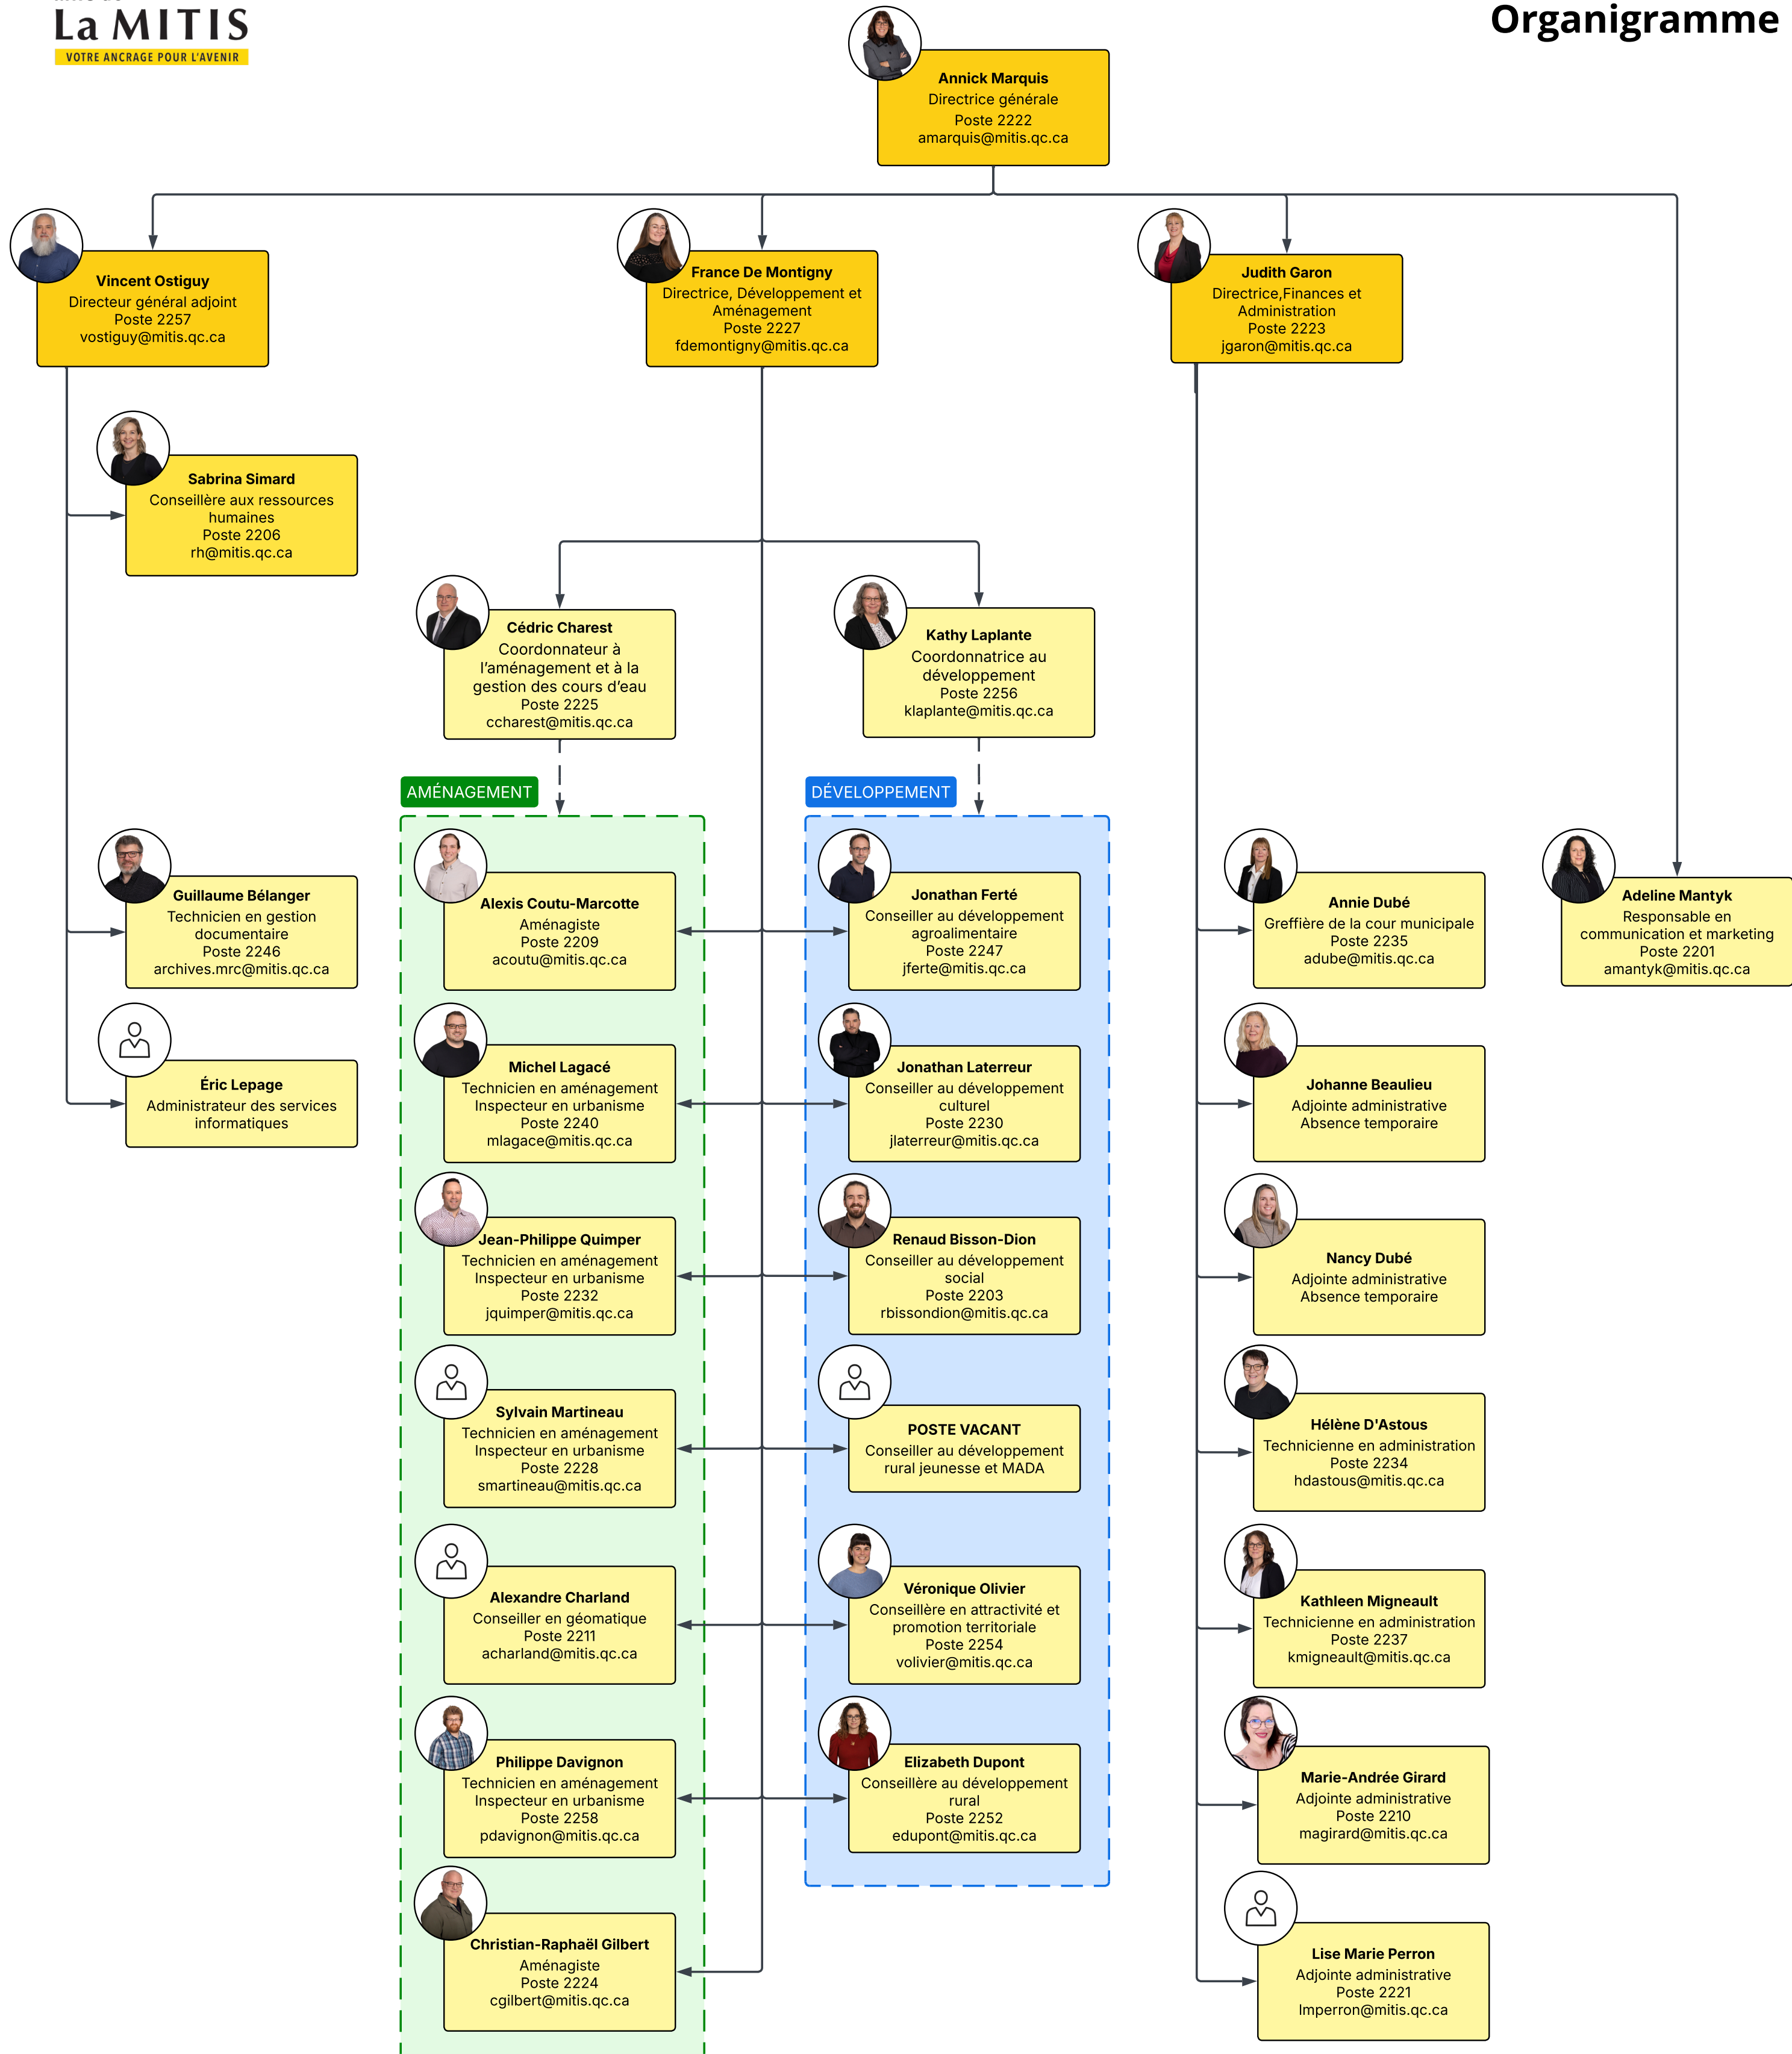 La MITIS
VOTRE ANCRAGE POUR L'AVENIR
Organigramme
Annick Marquis
Directrice générale
Poste 2222
amarquis@mitis.qc.ca
Vincent Ostiguy
Directeur général adjoint
Poste 2257
vostiguy@mitis.qc.ca
France De Montigny
Directrice, Développement et
Aménagement
Poste 2227
fdemontigny@mitis.qc.ca
Judith Garon
Directrice,Finances et
Administration
Poste 2223
jgaron@mitis.qc.ca
Sabrina Simard
Conseillère aux ressources
humaines
Poste 2206
rh@mitis.qc.ca
Cédric Charest
Coordonnateur à
l’aménagement et à la
gestion des cours d’eau
Poste 2225
ccharest@mitis.qc.ca
Kathy Laplante
Coordonnatrice au
développement
Poste 2256
klaplante@mitis.qc.ca
Guillaume Bélanger
Technicien en gestion
documentaire
Poste 2246
archives.mrc@mitis.qc.ca
Éric Lepage
Administrateur des services
informatiques
AMÉNAGEMENT
Alexis Coutu-Marcotte
Aménagiste
Poste 2209
acoutu@mitis.qc.ca
Michel Lagacé
Technicien en aménagement
Inspecteur en urbanisme
Poste 2240
mlagace@mitis.qc.ca
Jean-Philippe Quimper
Technicien en aménagement
Inspecteur en urbanisme
Poste 2232
jquimper@mitis.qc.ca
Sylvain Martineau
Technicien en aménagement
Inspecteur en urbanisme
Poste 2228
smartineau@mitis.qc.ca
Alexandre Charland
Conseiller en géomatique
Poste 2211
acharland@mitis.qc.ca
Philippe Davignon
Technicien en aménagement
Inspecteur en urbanisme
Poste 2258
pdavignon@mitis.qc.ca
Christian-Raphaël Gilbert
Aménagiste
Poste 2224
cgilbert@mitis.qc.ca
DÉVELOPPEMENT
Jonathan Ferté
Conseiller au développement
agroalimentaire
Poste 2247
jferte@mitis.qc.ca
Jonathan Laterreur
Conseiller au développement
culturel
Poste 2230
jlaterreur@mitis.qc.ca
Renaud Bisson-Dion
Conseiller au développement
social
Poste 2203
rbissondion@mitis.qc.ca
POSTE VACANT
Conseiller au développement
rural jeunesse et MADA
Véronique Olivier
Conseillère en attractivité et
promotion territoriale
Poste 2254
volivier@mitis.qc.ca
Elizabeth Dupont
Conseillère au développement
rural
Poste 2252
edupont@mitis.qc.ca
Annie Dubé
Greffière de la cour municipale
Poste 2235
adube@mitis.qc.ca
Johanne Beaulieu
Adjointe administrative
Absence temporaire
Nancy Dubé
Adjointe administrative
Absence temporaire
Hélène D'Astous
Technicienne en administration
Poste 2234
hdastous@mitis.qc.ca
Kathleen Migneault
Technicienne en administration
Poste 2237
kmigneault@mitis.qc.ca
Marie-Andrée Girard
Adjointe administrative
Poste 2210
magirard@mitis.qc.ca
Lise Marie Perron
Adjointe administrative
Poste 2221
lmperron@mitis.qc.ca
Adeline Mantyk
Responsable en
communication et marketing
Poste 2201
amantyk@mitis.qc.ca